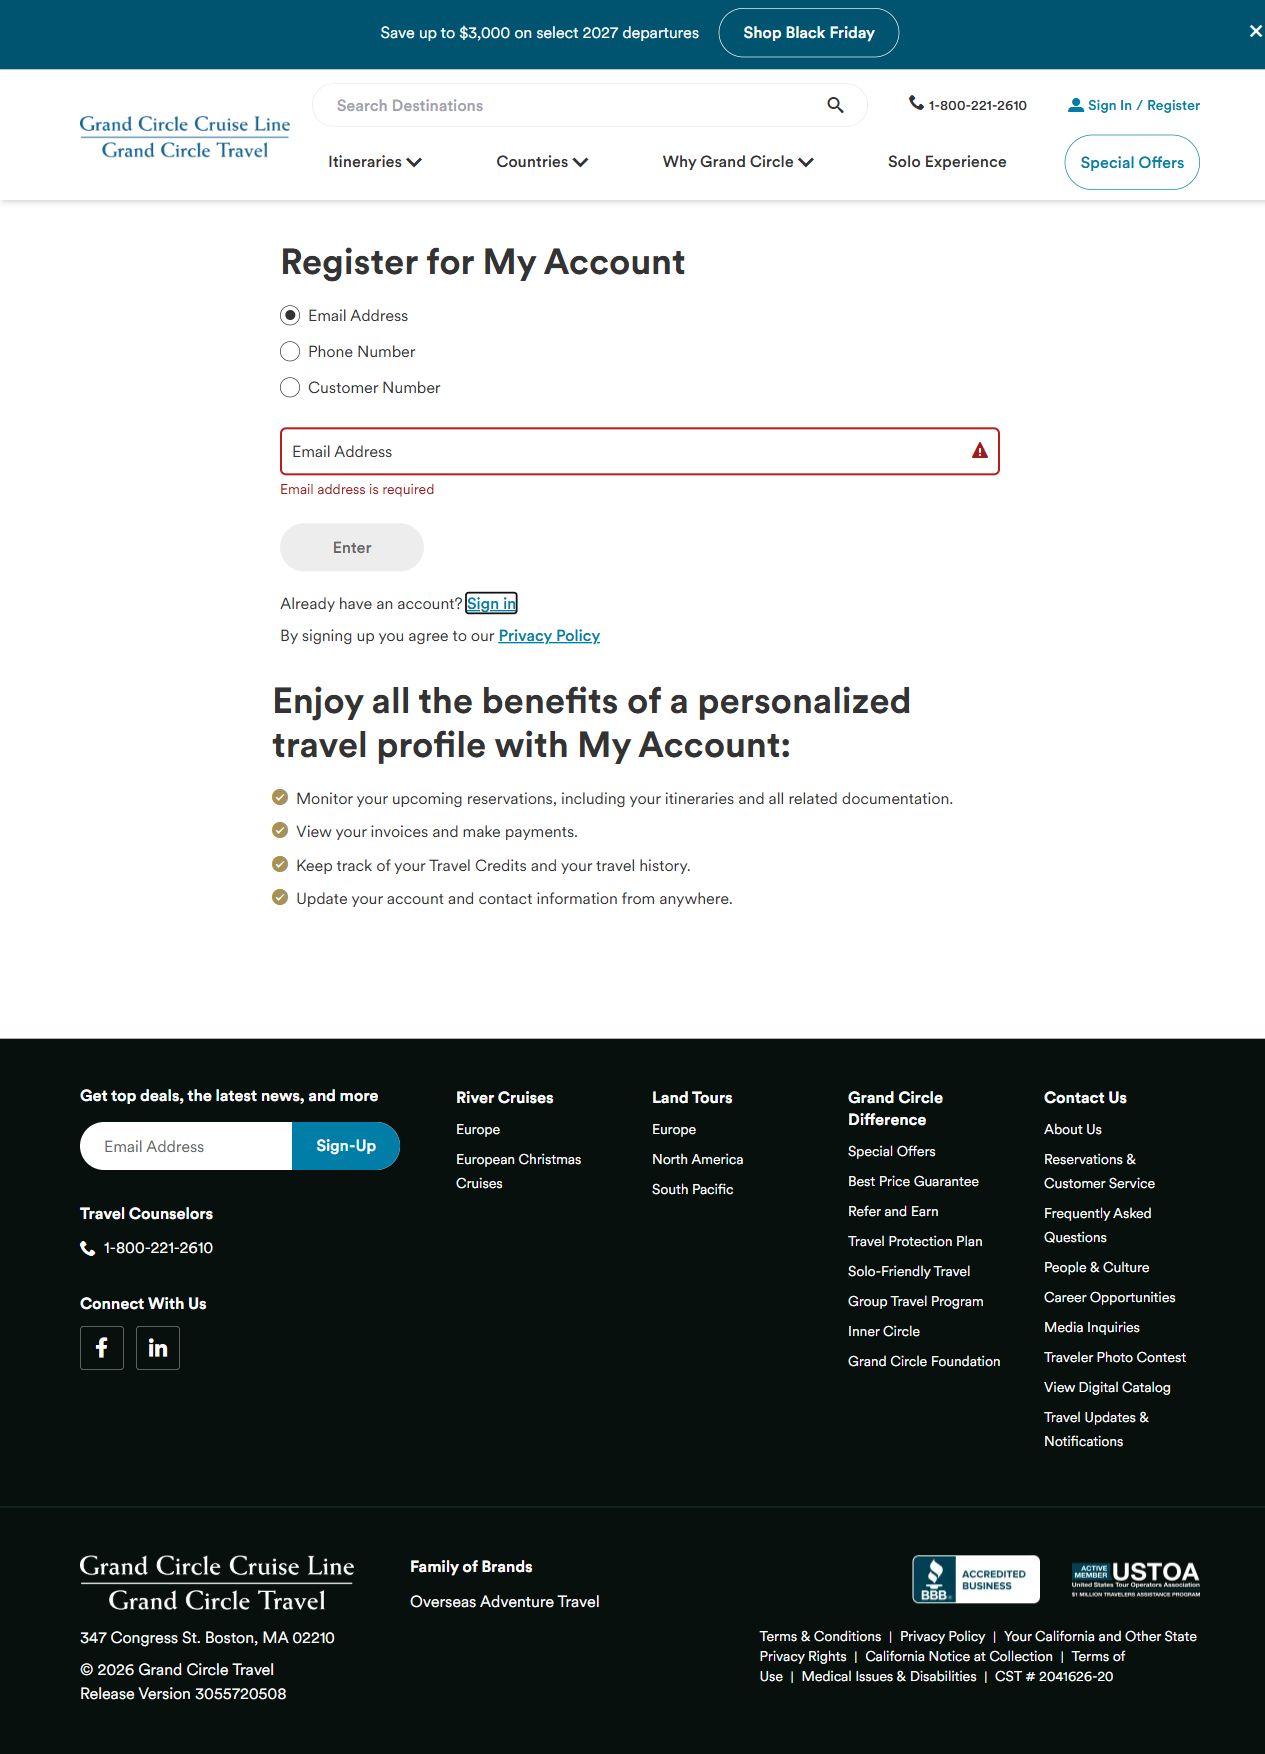 Save up to $3,000 on select 2027 departures
Shop Black Friday
Grand Circle Cruise Line
Grand Circle Travel
Search Destinations
1-800-221-2610
Sign In / Register
Itineraries
Countries
Why Grand Circle
Solo Experience
Special Offers
Register for My Account
Email Address
Phone Number
Customer Number
Email Address
Email address is required
Enter
Already have an account? Sign in
By signing up you agree to our Privacy Policy
Enjoy all the benefits of a personalized
travel profile with My Account:
Monitor your upcoming reservations, including your itineraries and all related documentation.
View your invoices and make payments.
Keep track of your Travel Credits and your travel history.
Update your account and contact information from anywhere.
Get top deals, the latest news, and more
Email Address
Sign-Up
Travel Counselors
1-800-221-2610
Connect With Us
River Cruises
Europe
European Christmas
Cruises
Land Tours
Europe
North America
South Pacific
Grand Circle
Difference
Special Offers
Best Price Guarantee
Refer and Earn
Travel Protection Plan
Solo-Friendly Travel
Group Travel Program
Inner Circle
Grand Circle Foundation
Contact Us
About Us
Reservations &
Customer Service
Frequently Asked
Questions
People & Culture
Career Opportunities
Media Inquiries
Traveler Photo Contest
View Digital Catalog
Travel Updates &
Notifications
Grand Circle Cruise Line
Grand Circle Travel
347 Congress St. Boston, MA 02210
© 2026 Grand Circle Travel
Release Version 3055720508
Family of Brands
Overseas Adventure Travel
BBB
ACCREDITED
BUSINESS
ACTIVE
MEMBER
USTOA
United States Tour Operators Association
$1 MILLION TRAVELERS ASSISTANCE PROGRAM
Terms & Conditions | Privacy Policy | Your California and Other State
Privacy Rights | California Notice at Collection | Terms of
Use | Medical Issues & Disabilities | CST # 2041626-20